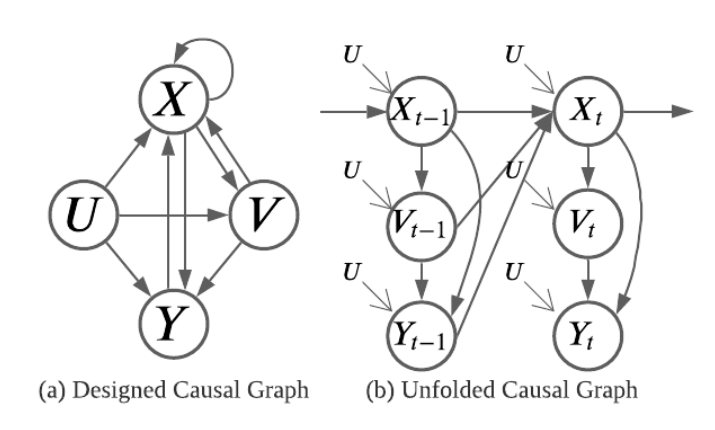 X
U
V
Y
(a) Designed Causal Graph
U
U
X_{t-1}
X_t
U
U
V_{t-1}
V_t
U
U
Y_{t-1}
Y_t
(b) Unfolded Causal Graph